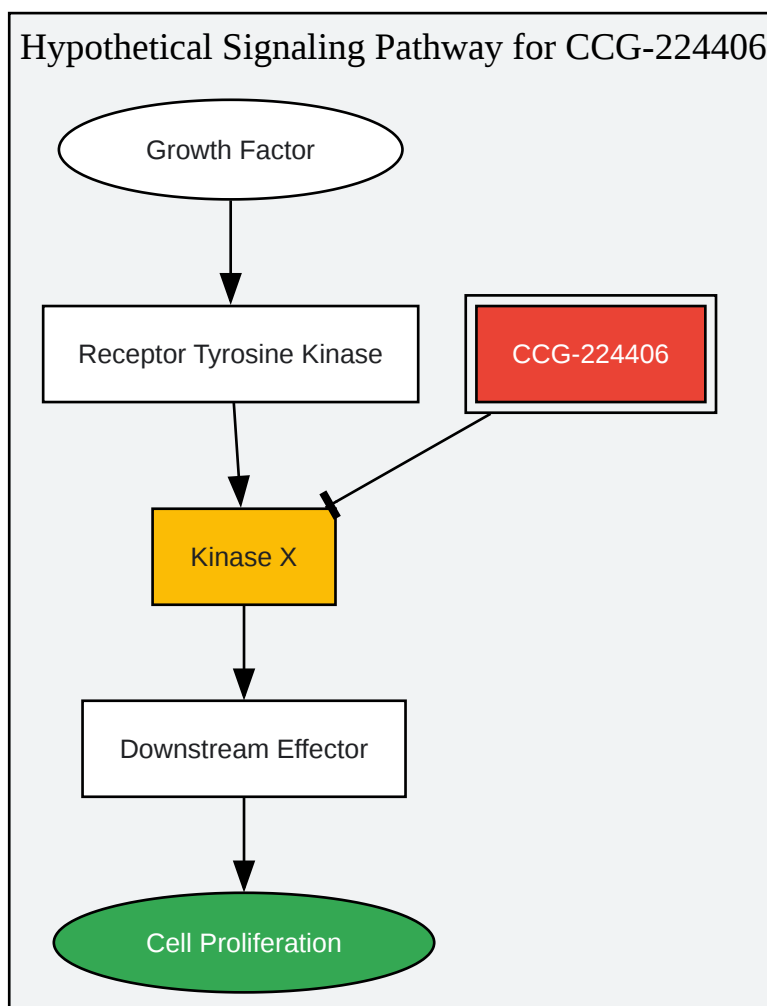 Hypothetical Signaling Pathway for CCG-224406
Growth Factor
Receptor Tyrosine Kinase
CCG-224406
Kinase X
Downstream Effector
Cell Proliferation